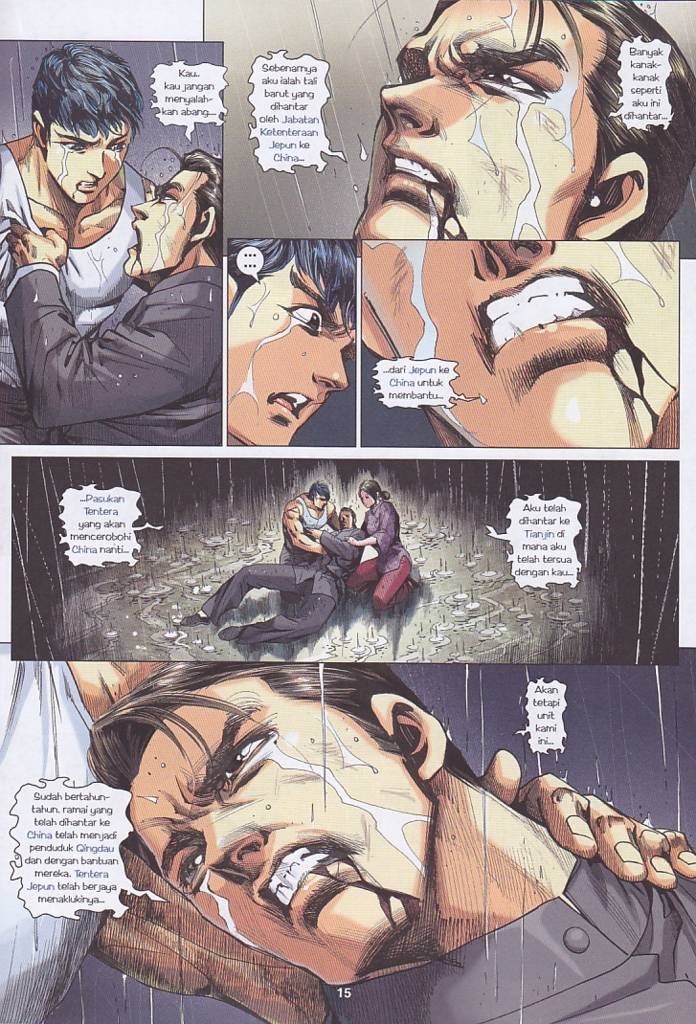 Kau..
kau jangan
menyalah-
kan abang....
Sebenarnya
aku ialah tali
barut yang
dihantar
oleh Jabatan
Ketenteraan
Jepun ke
China...
Banyak
kanak-
kanak
seperti
aku ini
dihantar...
...
...
...dari Jepun ke
China untuk
membantu...
...Pasukan
Tentera
yang akan
mencerobohi
China nanti...
Aku telah
dihantar ke
Tianjin di
mana aku
telah tersua
dengan kau....
Akan
tetapi
unit
kami
ini...
Sudah bertahun-
tahun, ramai yang
telah dihantar ke
China telah menjadi
penduduk Qingdau
dan dengan bantuan
mereka, Tentera
Jepun telah berjaya
menaklukinya...
15